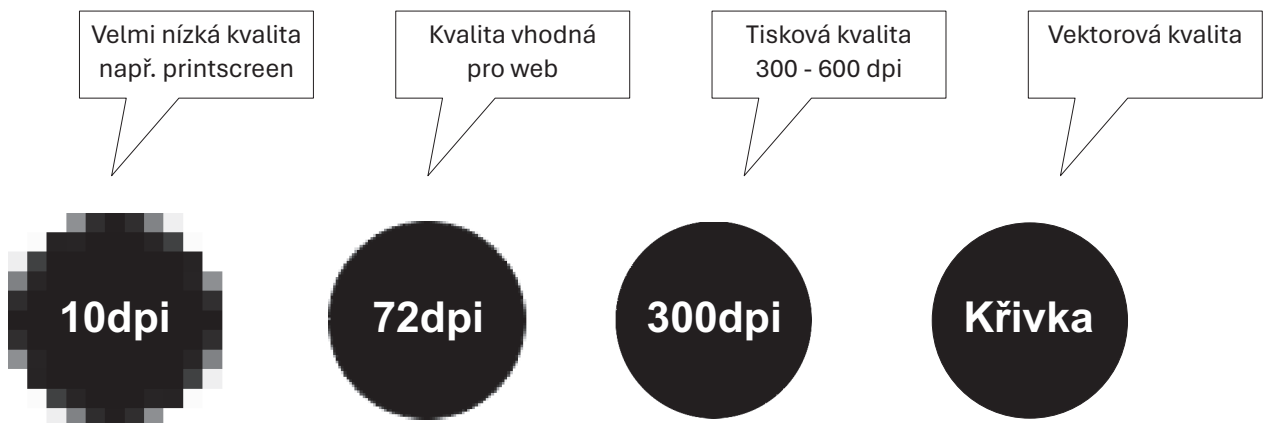 Velmi nízká kvalita
např. printscreen
Kvalita vhodná
pro web
Tisková kvalita
300 - 600 dpi
Vektorová kvalita
10dpi
72dpi
300dpi
Křivka